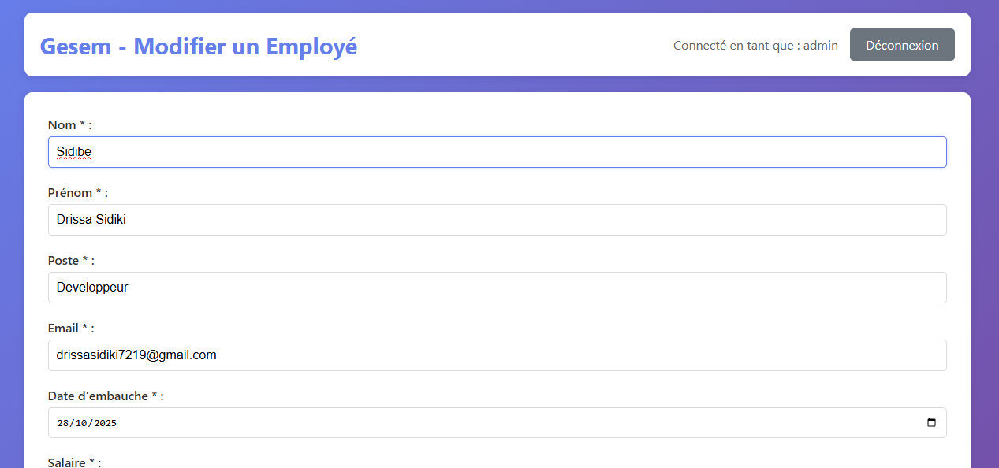 Gesem - Modifier un Employé
Connecté en tant que : admin
Déconnexion
Nom * :
Sidibe
Prénom * :
Drissa Sidiki
Poste * :
Developpeur
Email * :
drissasidiki7219@gmail.com
Date d'embauche * :
28/10/2025
Salaire * :